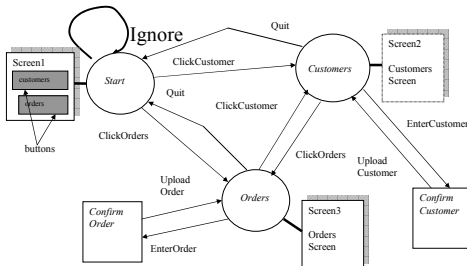 Ignore
Quit
Screen1
customers
orders
buttons
Start
ClickCustomer
Customers
Screen2
Customers
Screen
Quit
ClickCustomer
EnterCustomer
ClickOrders
ClickOrders
Upload
Customer
Upload
Order
Orders
Confirm
Order
EnterOrder
Screen3
Orders
Screen
Confirm
Customer